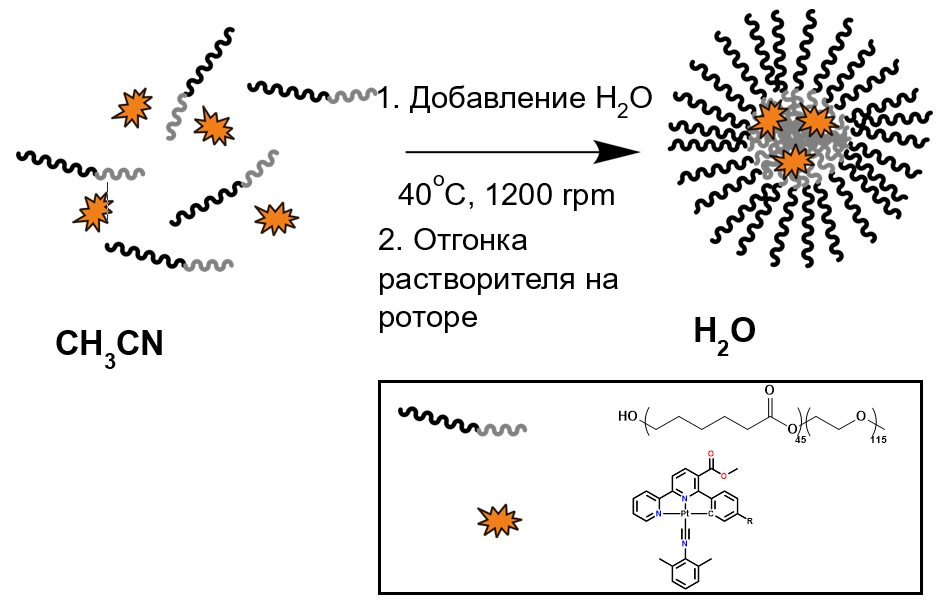 1. Добавление H₂O
40°C, 1200 rpm
2. Отгонка
растворителя на
роторе
CH₃CN
H₂O
HO
O
O
45
O
115
O
O
N
N
Pt
C
R
N